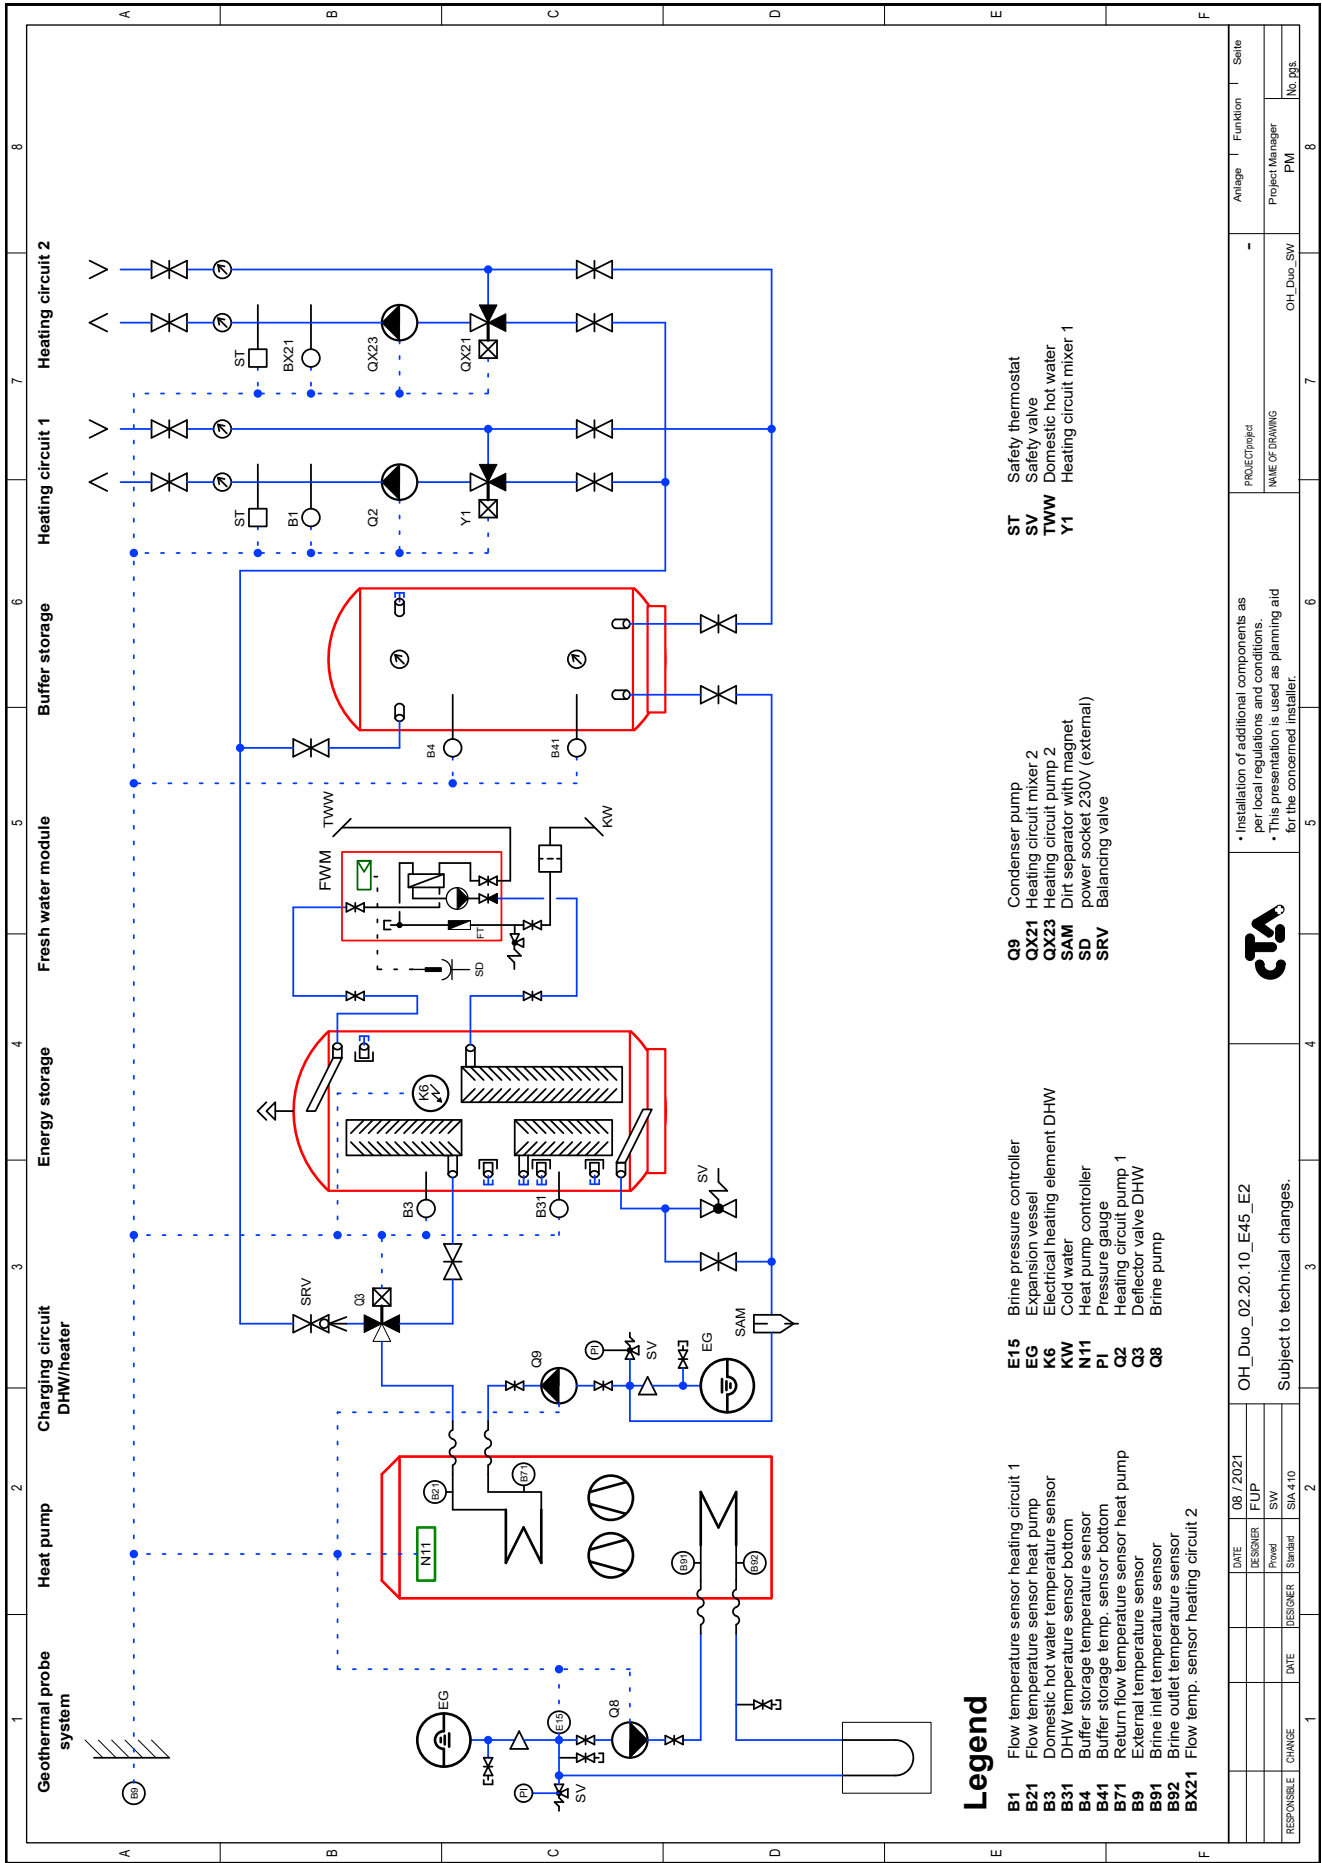 1
2
3
4
5
6
7
8
A
B
C
D
E
F
Geothermal probe
system
Heat pump
Charging circuit
DHW/heater
Energy storage
Fresh water module
Buffer storage
Heating circuit 1
Heating circuit 2
B9
EG
PI
SV
E15
Q8
N11
B21
B71
B91
B92
Q9
PI
SV
EG
SAM
SRV
Q3
B3
B31
K6
SV
FWM
TWW
KW
FT
SD
B4
B41
ST
B1
Q2
Y1
ST
BX21
QX23
QX21
Legend
B1 Flow temperature sensor heating circuit 1
B21 Flow temperature sensor heat pump
B3 Domestic hot water temperature sensor
B31 DHW temperature sensor bottom
B4 Buffer storage temperature sensor
B41 Buffer storage temp. sensor bottom
B71 Return flow temperature sensor heat pump
B9 External temperature sensor
B91 Brine inlet temperature sensor
B92 Brine outlet temperature sensor
BX21 Flow temp. sensor heating circuit 2
E15 Brine pressure controller
EG Expansion vessel
K6 Electrical heating element DHW
KW Cold water
N11 Heat pump controller
PI Pressure gauge
Q2 Heating circuit pump 1
Q3 Deflector valve DHW
Q8 Brine pump
Q9 Condenser pump
QX21 Heating circuit mixer 2
QX23 Heating circuit pump 2
SAM Dirt separator with magnet
SD power socket 230V (external)
SRV Balancing valve
ST Safety thermostat
SV Safety valve
TWW Domestic hot water
Y1 Heating circuit mixer 1
RESPONSIBLE
CHANGE
DATE
DESIGNER
DATE 08 / 2021
DESIGNER FUP
Proved SW
Standard SIA 410
OH_Duo_02.20.10_E45_E2
Subject to technical changes.
CTA
• Installation of additional components as
per local regulations and conditions.
• This presentation is used as planning aid
for the concerned installer.
PROJECT/project
-
NAME OF DRAWING
OH_Duo_SW
Anlage
Funktion
Seite
Project Manager
PM
No. pgs.
A
B
C
D
E
F
1
2
3
4
5
6
7
8